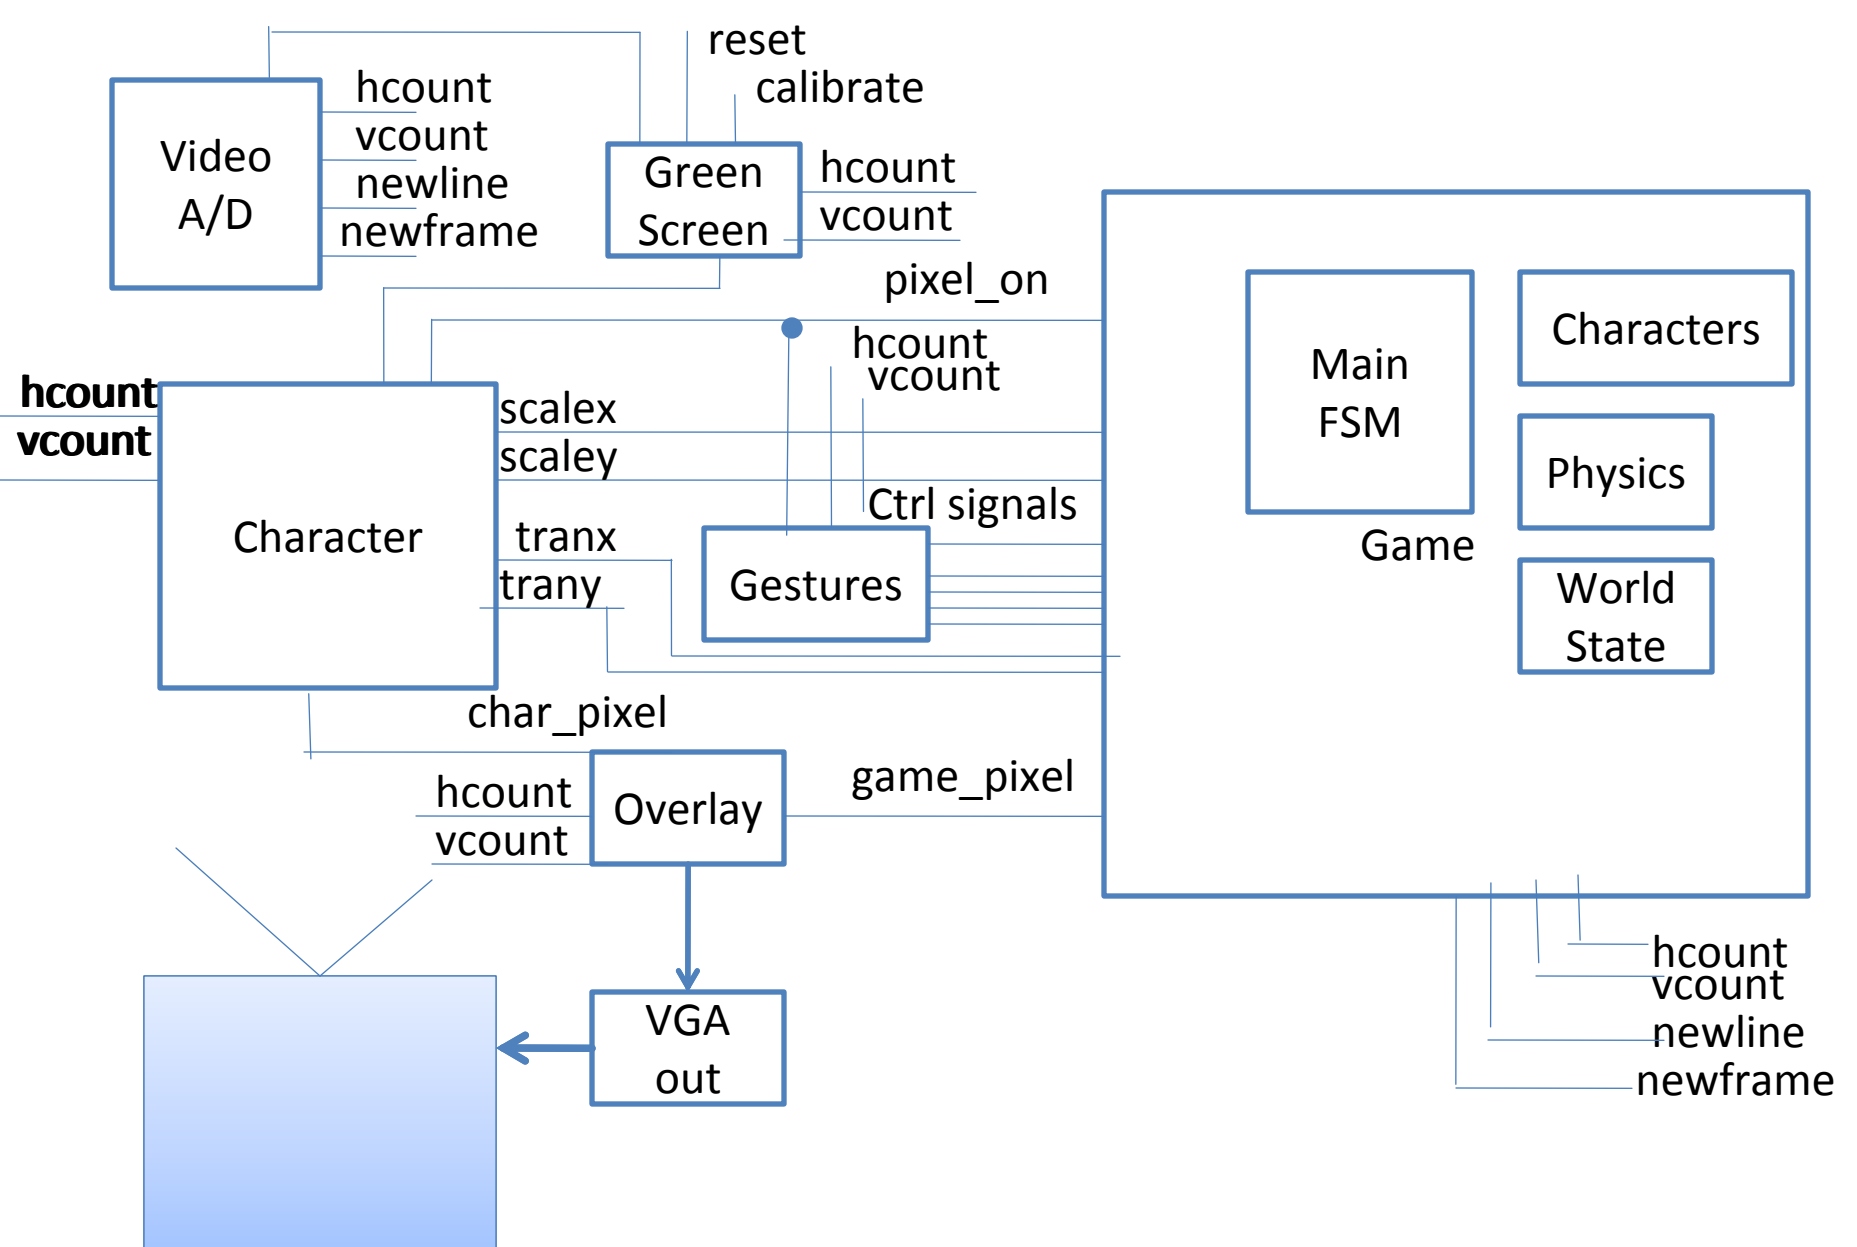 reset
calibrate
hcount
vcount
newline
newframe
Video
A/D
Green
Screen
hcount
vcount
pixel_on
hcount
vcount
Main
FSM
Characters
hcount
vcount
scalex
scaley
Physics
Ctrl signals
Character
tranx
trany
Gestures
Game
World
State
char_pixel
game_pixel
hcount
vcount
Overlay
hcount
vcount
newline
newframe
VGA
out